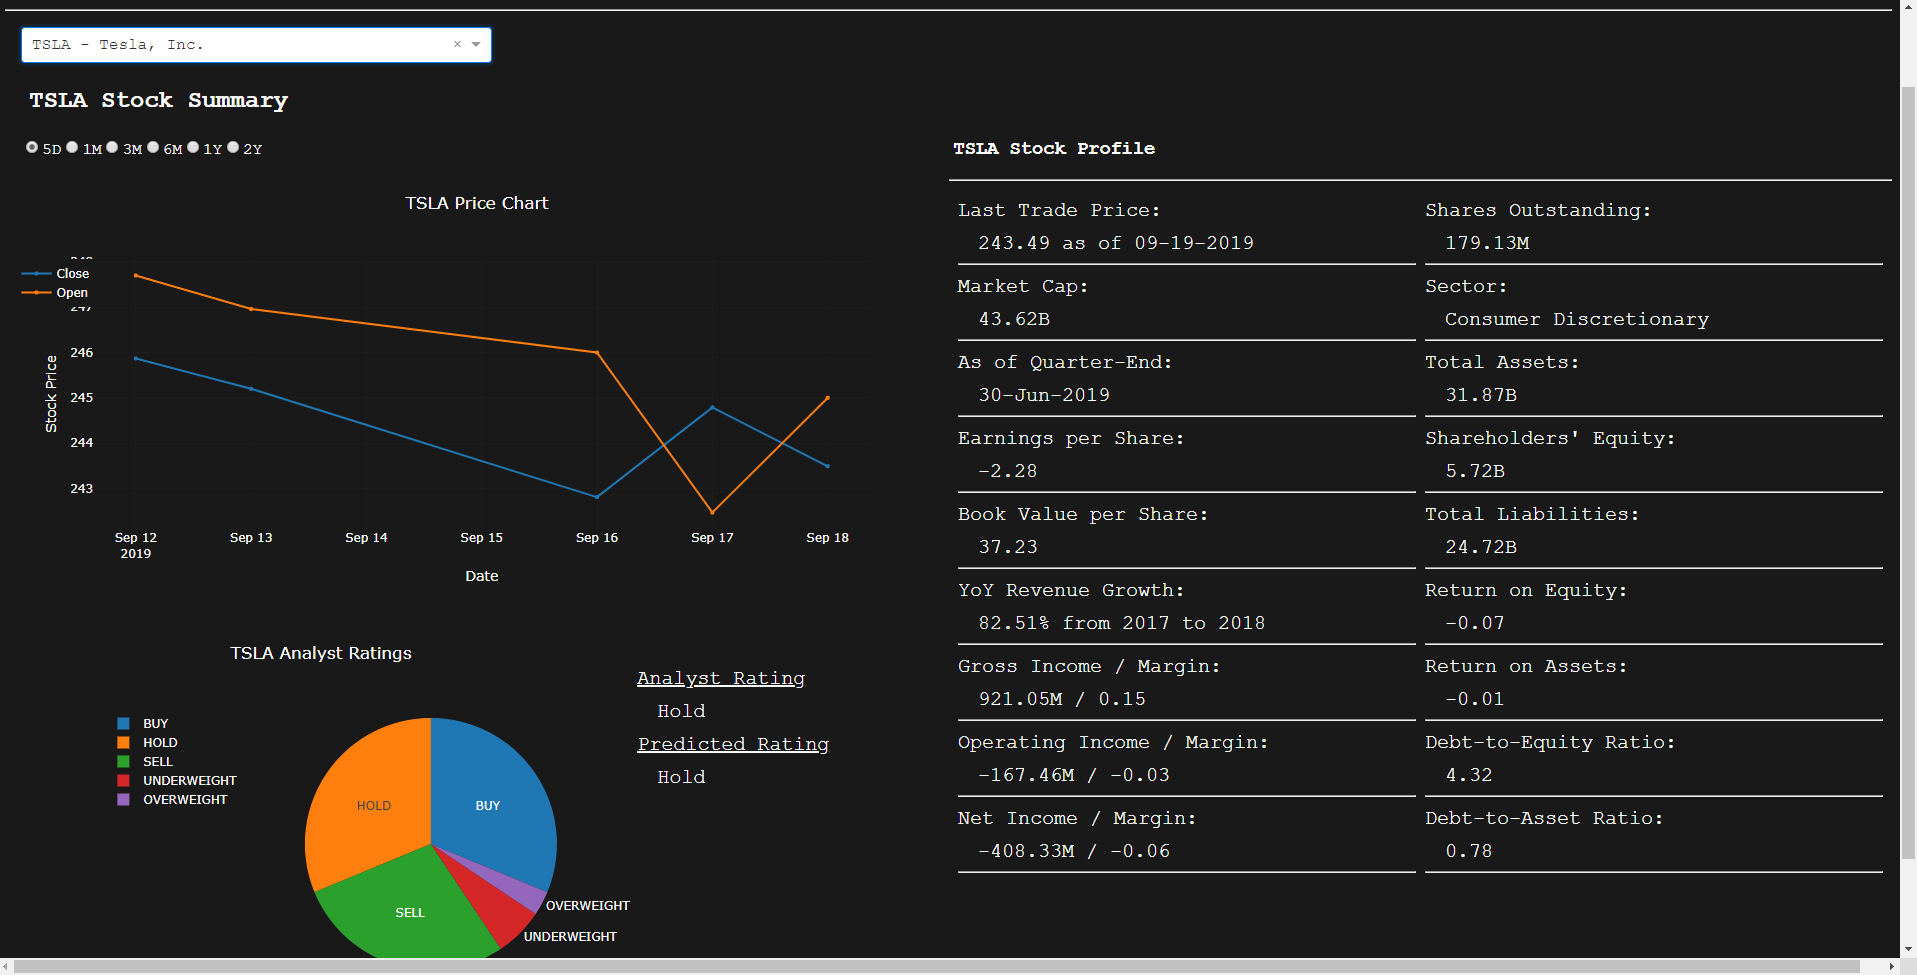 TSLA - Tesla, Inc.
TSLA Stock Summary
5D 1M 3M 6M 1Y 2Y
TSLA Price Chart
Close
Open
246
245
244
243
Stock Price
Sep 12
2019
Sep 13
Sep 14
Sep 15
Sep 16
Sep 17
Sep 18
Date
TSLA Analyst Ratings
BUY
HOLD
SELL
UNDERWEIGHT
OVERWEIGHT
HOLD
BUY
SELL
OVERWEIGHT
UNDERWEIGHT
Analyst Rating
Hold
Predicted Rating
Hold
TSLA Stock Profile
Last Trade Price:
243.49 as of 09-19-2019
Shares Outstanding:
179.13M
Market Cap:
43.62B
Sector:
Consumer Discretionary
As of Quarter-End:
30-Jun-2019
Total Assets:
31.87B
Earnings per Share:
-2.28
Shareholders' Equity:
5.72B
Book Value per Share:
37.23
Total Liabilities:
24.72B
YoY Revenue Growth:
82.51% from 2017 to 2018
Return on Equity:
-0.07
Gross Income / Margin:
921.05M / 0.15
Return on Assets:
-0.01
Operating Income / Margin:
-167.46M / -0.03
Debt-to-Equity Ratio:
4.32
Net Income / Margin:
-408.33M / -0.06
Debt-to-Asset Ratio:
0.78